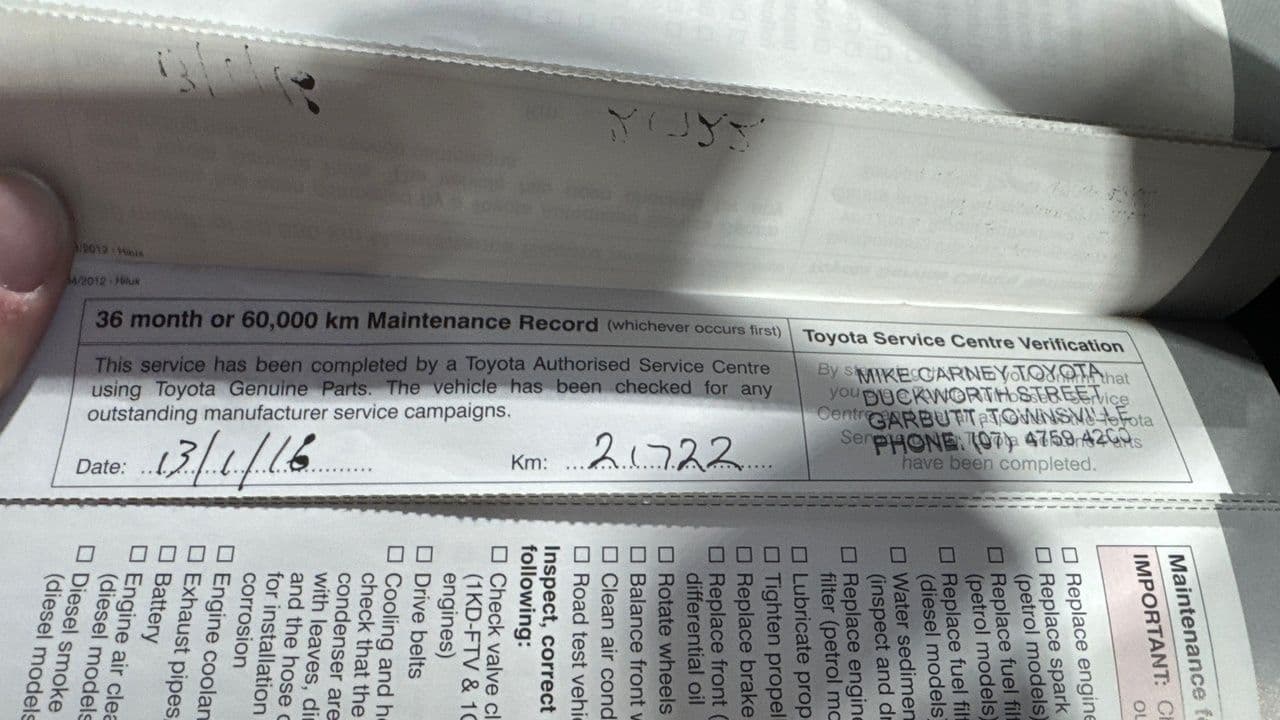 4/2012 - Hilux
36 month or 60,000 km Maintenance Record (whichever occurs first)
This service has been completed by a Toyota Authorised Service Centre
using Toyota Genuine Parts. The vehicle has been checked for any
outstanding manufacturer service campaigns.
Date: 13/1/16
Km: 21722
Toyota Service Centre Verification
MIKE CARNEY TOYOTA
DUCKWORTH STREET
GARBUTT, TOWNSVILLE
PHONE: (07) 4759 4200
have been completed.
Maintenance f
IMPORTANT:
☐ Replace engine
☐ Replace spark
(petrol models)
☐ Replace fuel filt
(petrol models)
☐ Replace fuel filt
(diesel models)
☐ Water sedimen
(inspect and dr
☐ Replace engine
filter (petrol mo
☐ Lubricate prop
☐ Tighten propel
☐ Replace brake
☐ Replace front (
differential oil
☐ Rotate wheels
☐ Balance front w
☐ Clean air cond
☐ Road test vehi
Inspect, correct
following:
☐ Check valve cl
(1KD-FTV & 1G
engines)
☐ Drive belts
☐ Cooling and he
check that the
condenser are
with leaves, di
and the hose c
for installation
corrosion
☐ Engine coolan
☐ Exhaust pipes
☐ Battery
☐ Engine air clea
(diesel models
☐ Diesel smoke
(diesel models